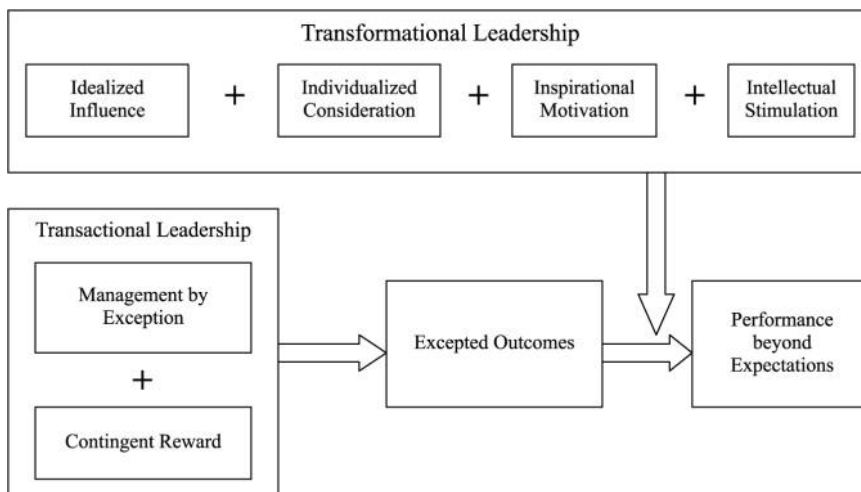 Transformational Leadership
Idealized
Influence
+
Individualized
Consideration
+
Inspirational
Motivation
+
Intellectual
Stimulation
Transactional Leadership
Management by
Exception
+
Contingent Reward
Excepted Outcomes
Performance
beyond
Expectations